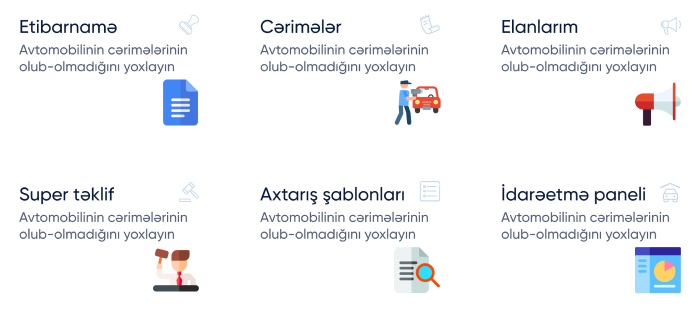 Etibarnamə
Avtomobilinin cərimələrinin
olub-olmadığını yoxlayın
Cərimələr
Avtomobilinin cərimələrinin
olub-olmadığını yoxlayın
Elanlarım
Avtomobilinin cərimələrinin
olub-olmadığını yoxlayın
Super təklif
Avtomobilinin cərimələrinin
olub-olmadığını yoxlayın
Axtarış şablonları
Avtomobilinin cərimələrinin
olub-olmadığını yoxlayın
İdarəetmə paneli
Avtomobilinin cərimələrinin
olub-olmadığını yoxlayın